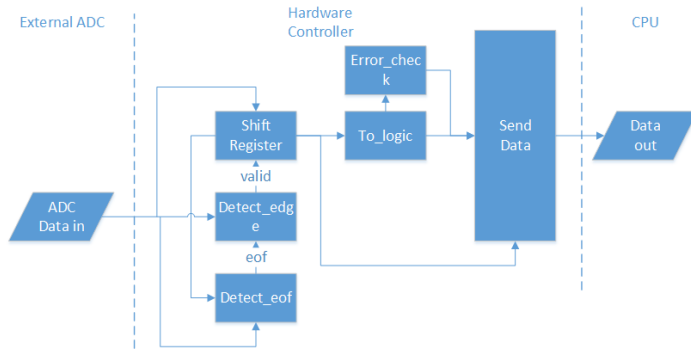 External ADC
Hardware
Controller
CPU
Error_chec
k
Shift
Register
To_logic
Send
Data
Data
out
valid
ADC
Data in
Detect_edg
e
eof
Detect_eof